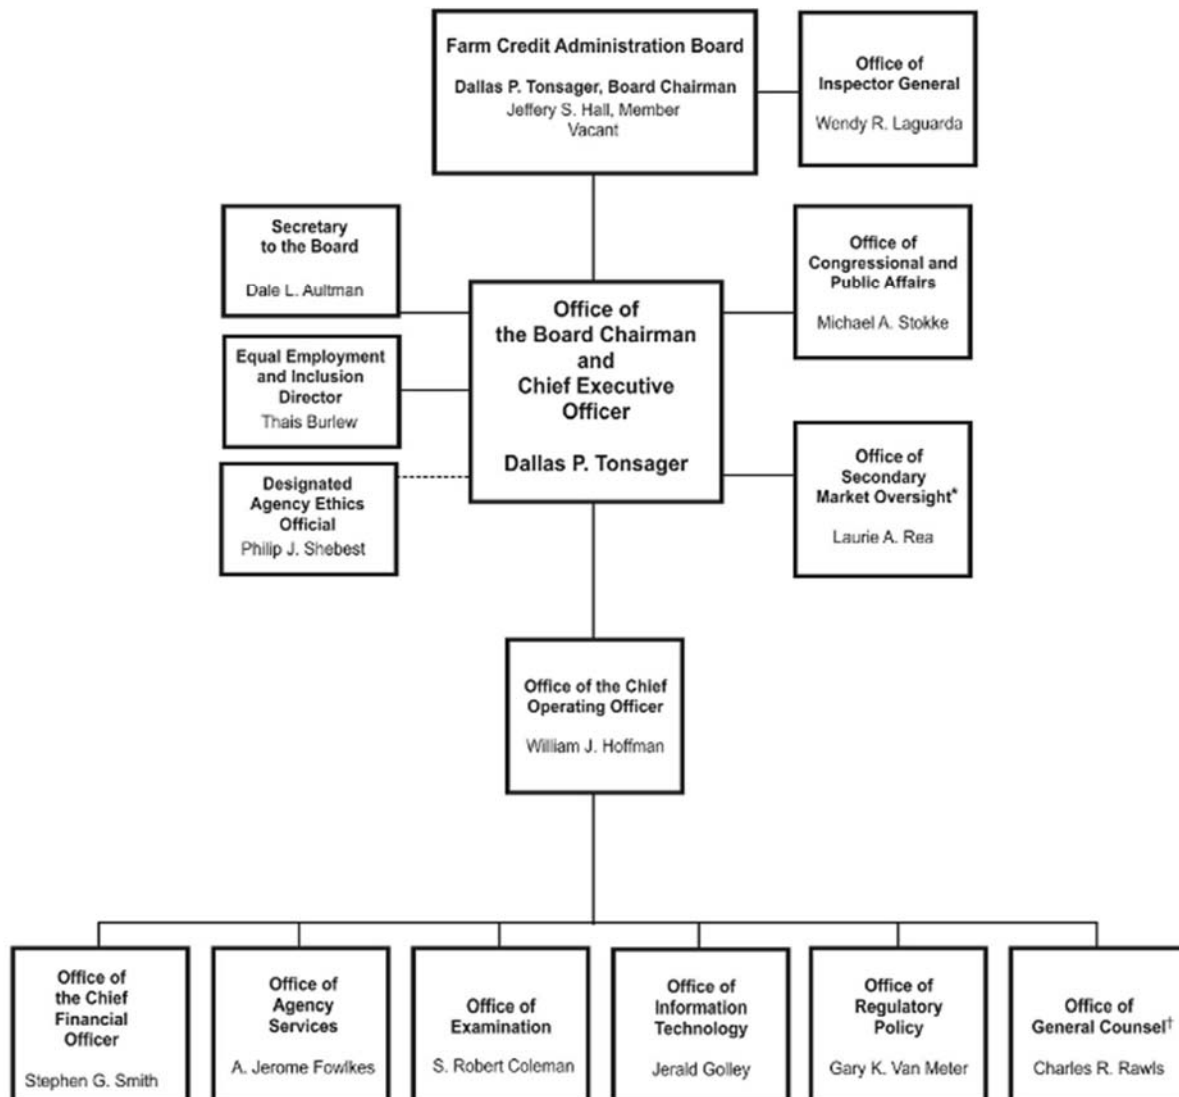 Farm Credit Administration Board
Dallas P. Tonsager, Board Chairman
Jeffery S. Hall, Member
Vacant
Office of
Inspector General
Wendy R. Laguarda
Secretary
to the Board
Dale L. Aultman
Office of
Congressional and
Public Affairs
Michael A. Stokke
Equal Employment
and Inclusion
Director
Thais Burlew
Office of
the Board Chairman
and
Chief Executive
Officer
Dallas P. Tonsager
Designated
Agency Ethics
Official
Philip J. Shebest
Office of
Secondary
Market Oversight*
Laurie A. Rea
Office of the Chief
Operating Officer
William J. Hoffman
Office of
the Chief
Financial
Officer
Stephen G. Smith
Office of
Agency
Services
A. Jerome Fowlkes
Office of
Examination
S. Robert Coleman
Office of
Information
Technology
Jerald Golley
Office of
Regulatory
Policy
Gary K. Van Meter
Office of
General Counsel†
Charles R. Rawls